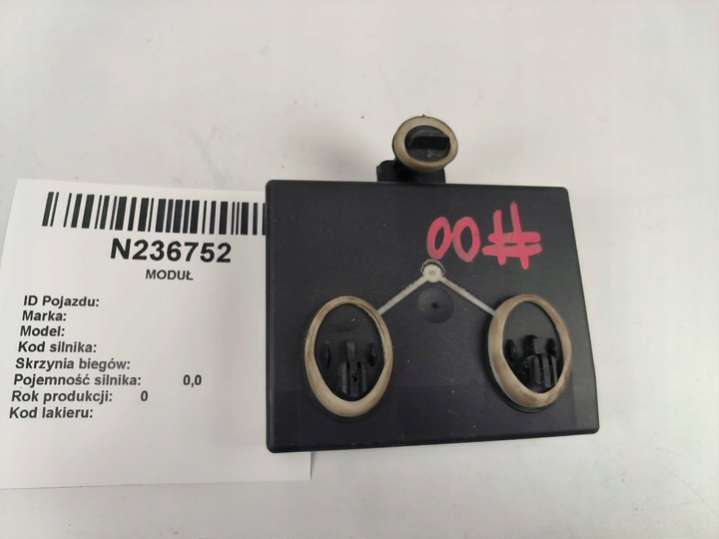 N236752
MODUŁ
ID Pojazdu:
Marka:
Model:
Kod silnika:
Skrzynia biegów:
Pojemność silnika: 0,0
Rok produkcji: 0
Kod lakieru:
00#